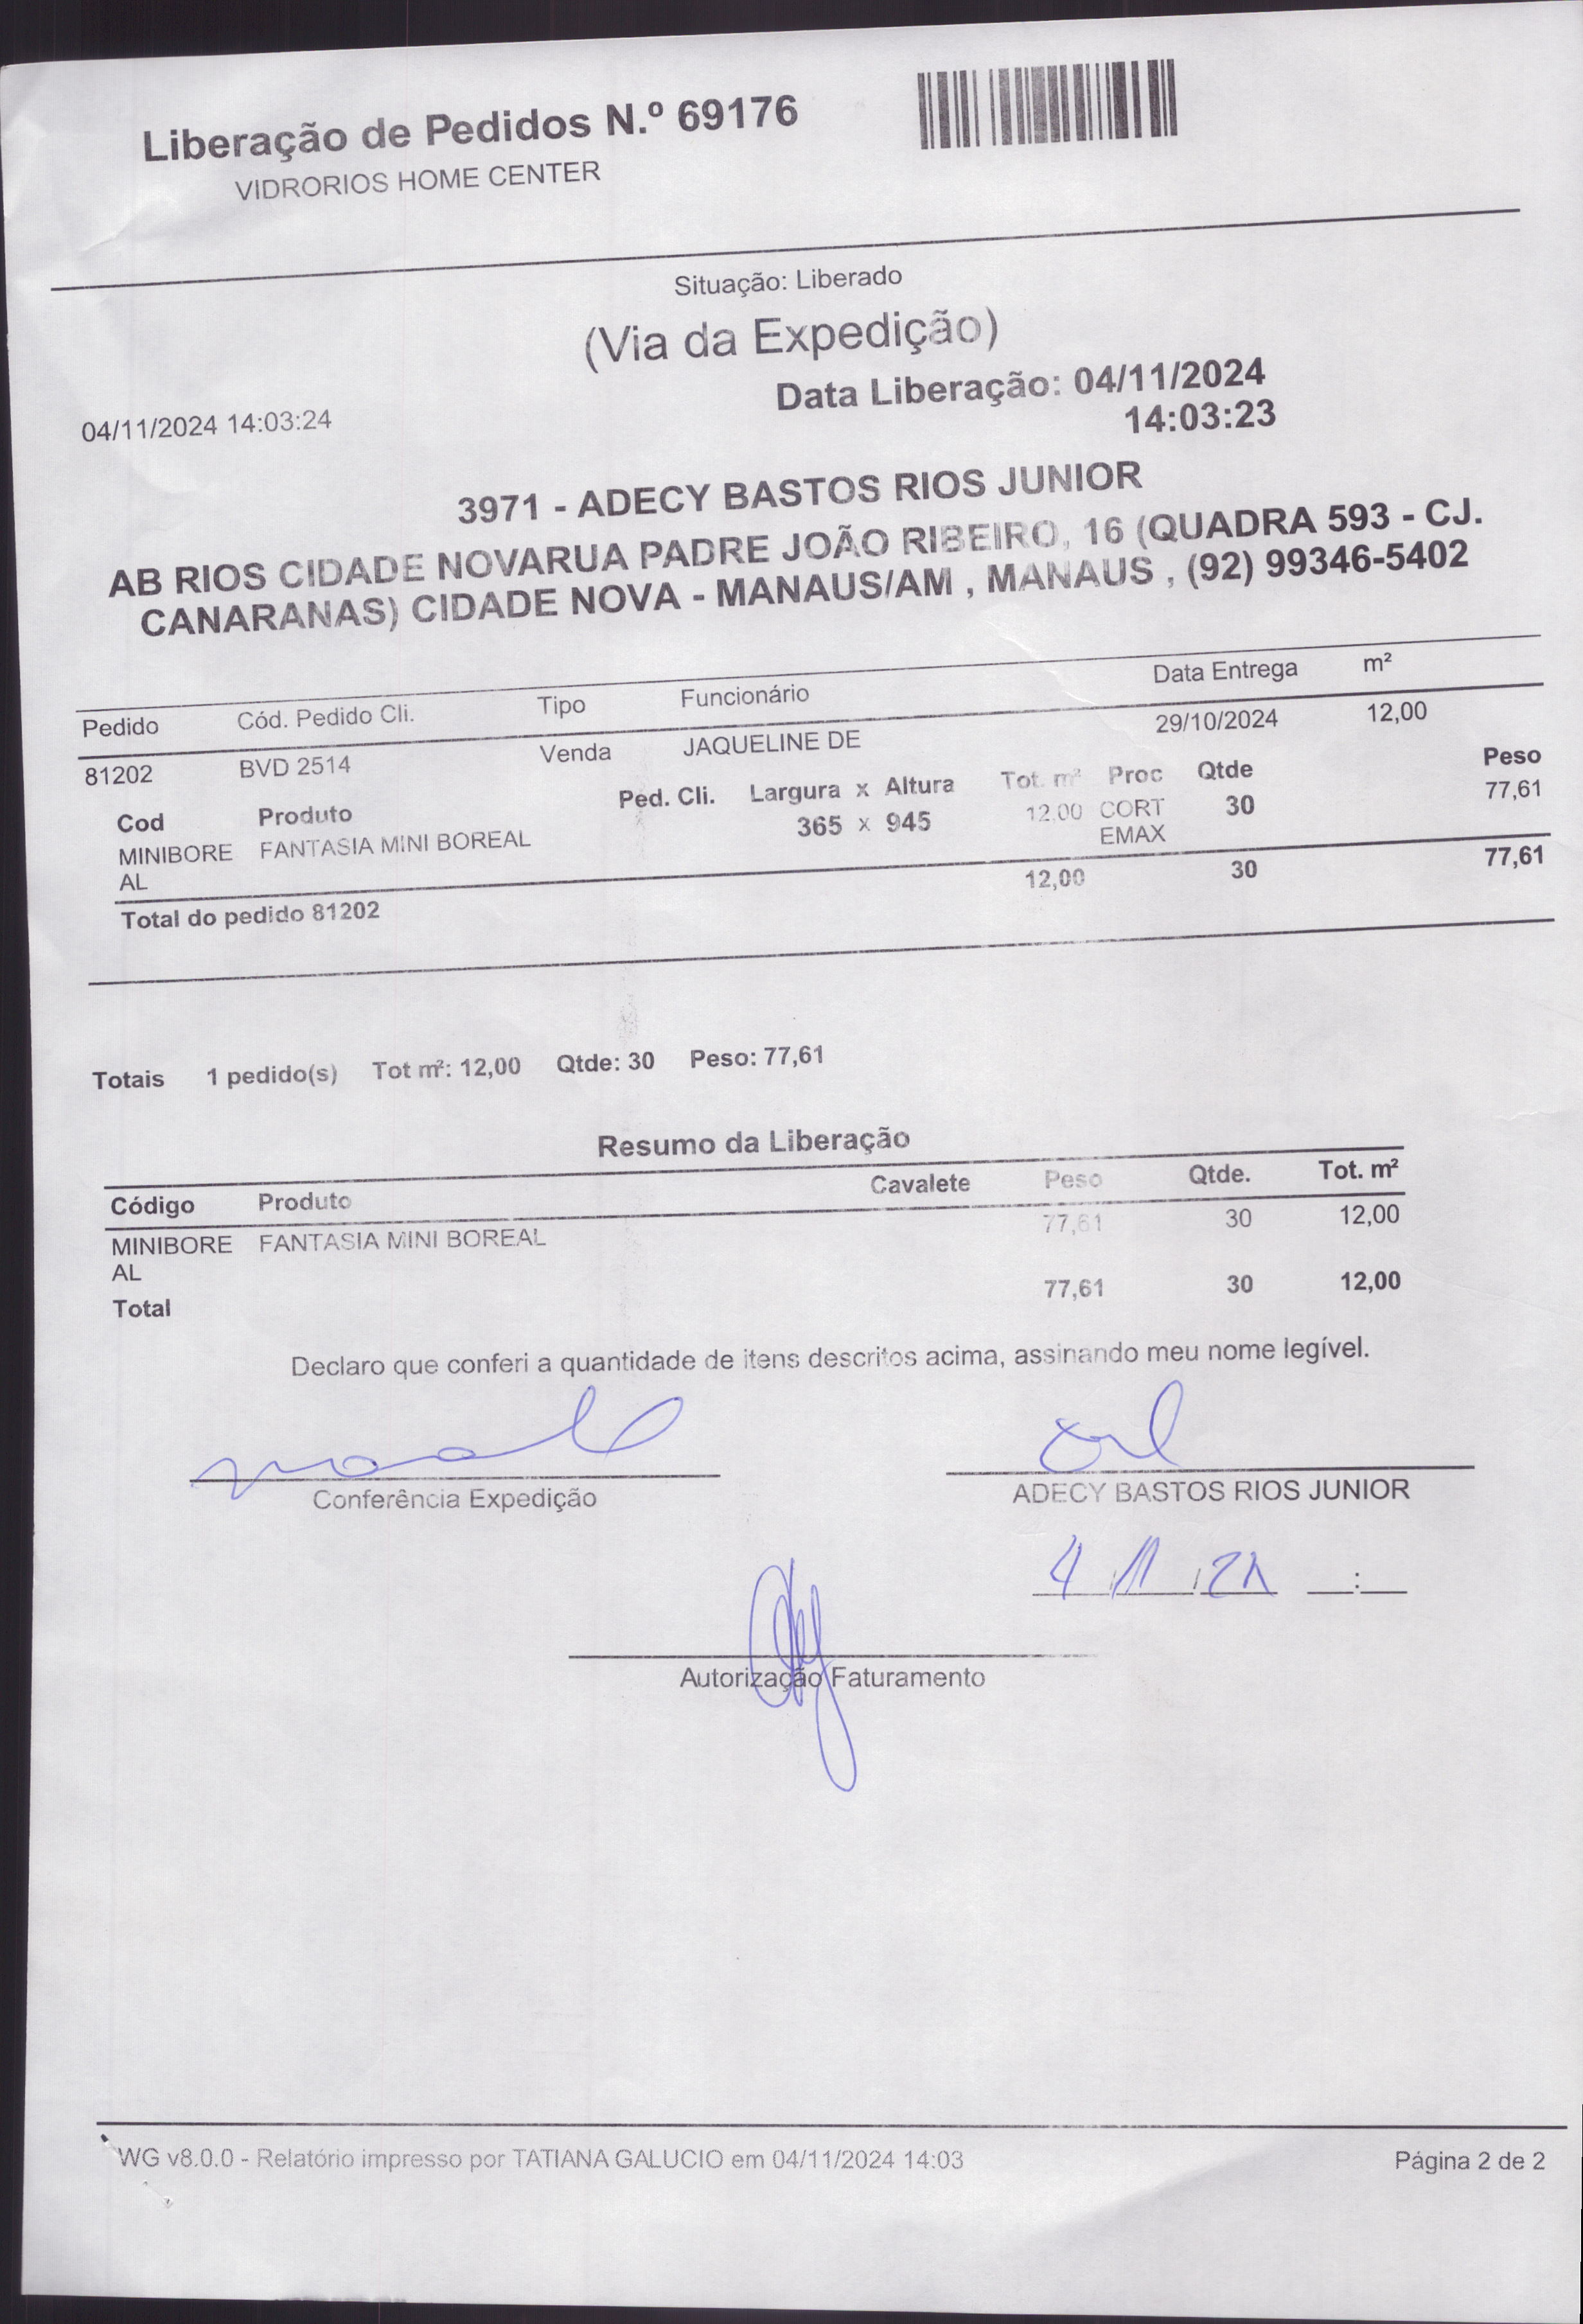 Liberação de Pedidos N.º 69176
VIDRORIOS HOME CENTER
Situação: Liberado
(Via da Expedição)
04/11/2024 14:03:24
Data Liberação: 04/11/2024
14:03:23
3971 - ADECY BASTOS RIOS JUNIOR
AB RIOS CIDADE NOVARUA PADRE JOÃO RIBEIRO, 16 (QUADRA 593 - CJ.
CANARANAS) CIDADE NOVA - MANAUS/AM , MANAUS , (92) 99346-5402
Pedido Cód. Pedido Cli. Tipo Funcionário Data Entrega m²
81202 BVD 2514 Venda JAQUELINE DE 29/10/2024 12,00
Cod Produto Ped. Cli. Largura x Altura Tot. m² Proc Qtde Peso
MINIBORE FANTASIA MINI BOREAL 365 x 945 12,00 CORT 30 77,61
AL EMAX
Total do pedido 81202 12,00 30 77,61
Totais 1 pedido(s) Tot m²: 12,00 Qtde: 30 Peso: 77,61
Resumo da Liberação
Código Produto Cavalete Peso Qtde. Tot. m²
MINIBORE FANTASIA MINI BOREAL 77,61 30 12,00
AL
Total 77,61 30 12,00
Declaro que conferi a quantidade de itens descritos acima, assinando meu nome legível.
Conferência Expedição ADECY BASTOS RIOS JUNIOR
4 / 11 / 24 __:__
Autorização Faturamento
WG v8.0.0 - Relatório impresso por TATIANA GALUCIO em 04/11/2024 14:03 Página 2 de 2